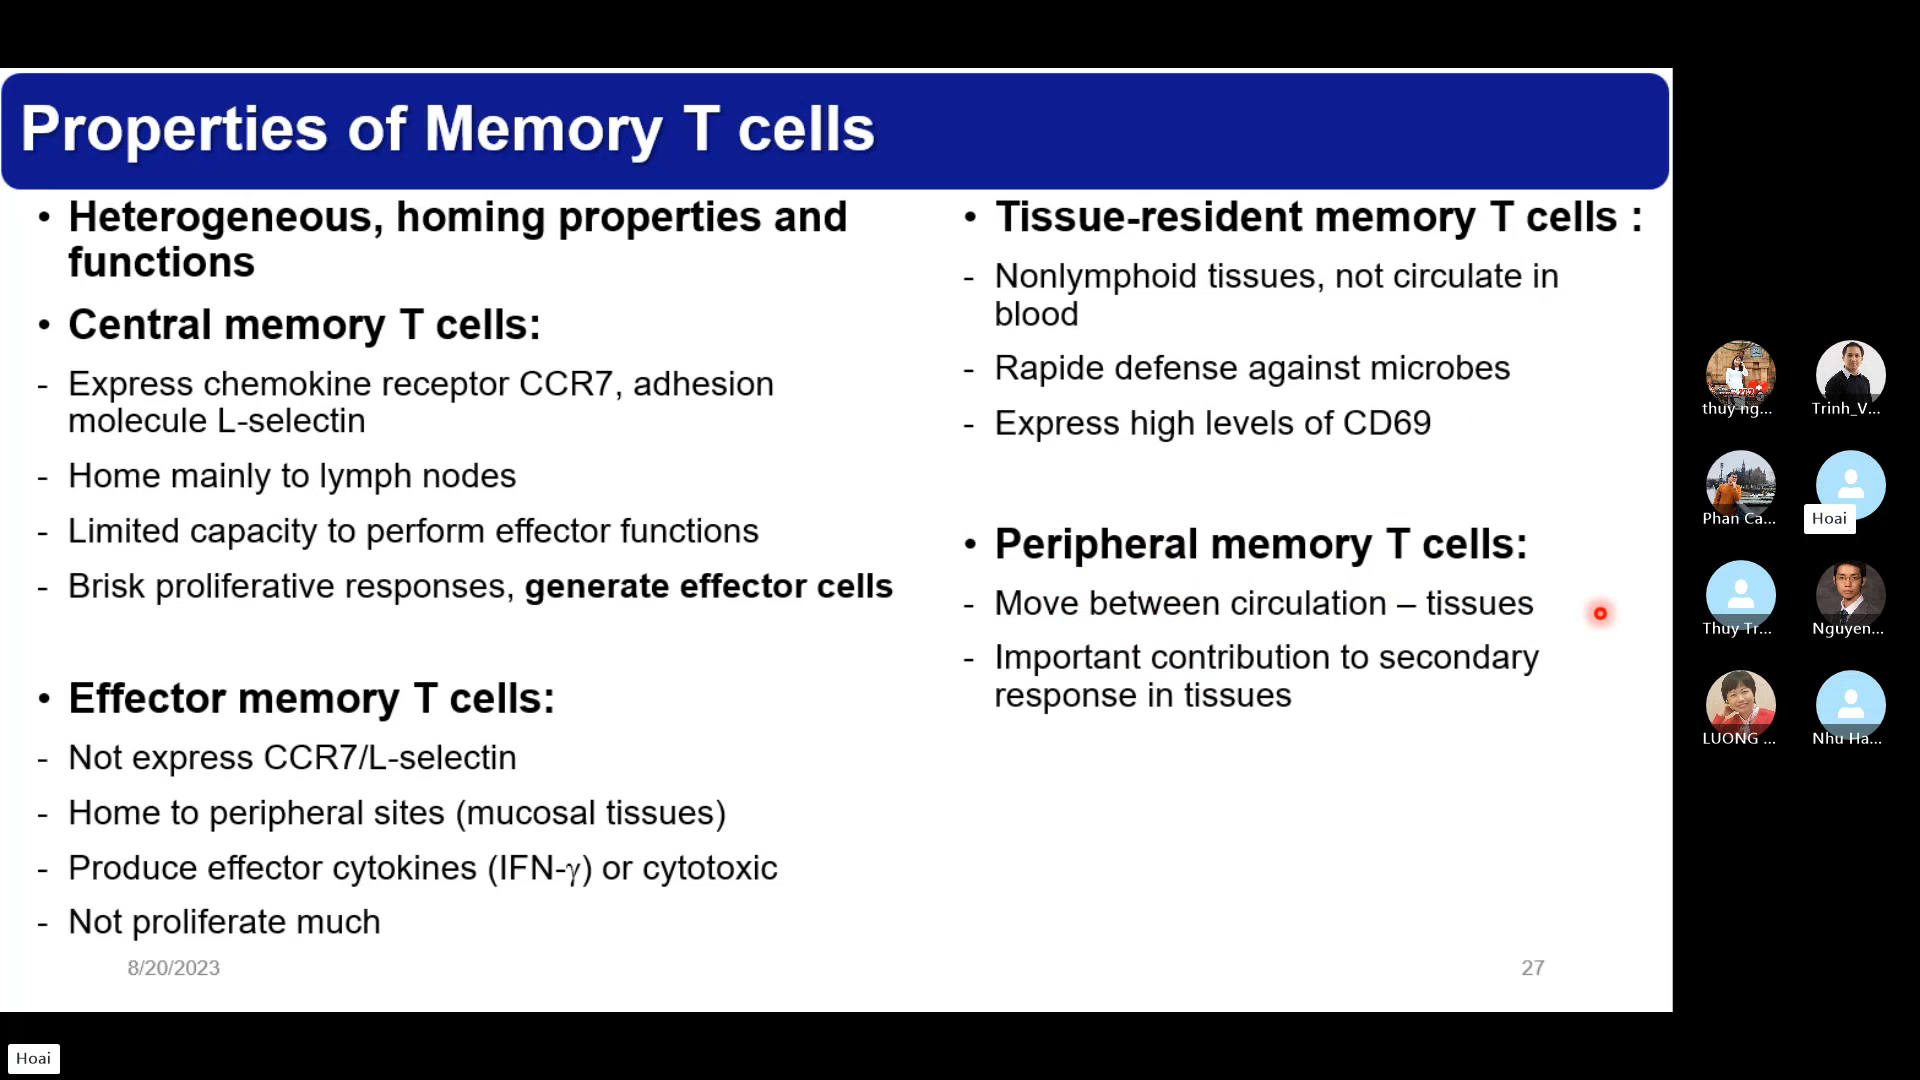 Properties of Memory T cells
• Heterogeneous, homing properties and
functions
• Central memory T cells:
- Express chemokine receptor CCR7, adhesion
molecule L-selectin
- Home mainly to lymph nodes
- Limited capacity to perform effector functions
- Brisk proliferative responses, generate effector cells
• Effector memory T cells:
- Not express CCR7/L-selectin
- Home to peripheral sites (mucosal tissues)
- Produce effector cytokines (IFN-γ) or cytotoxic
- Not proliferate much
• Tissue-resident memory T cells :
- Nonlymphoid tissues, not circulate in
blood
- Rapide defense against microbes
- Express high levels of CD69
• Peripheral memory T cells:
- Move between circulation – tissues
- Important contribution to secondary
response in tissues
8/20/2023
27
thuy ng...
Trinh_V...
Phan Ca...
Hoai
Thuy Tr...
Nguyen...
LUONG ...
Nhu Ha...
Hoai